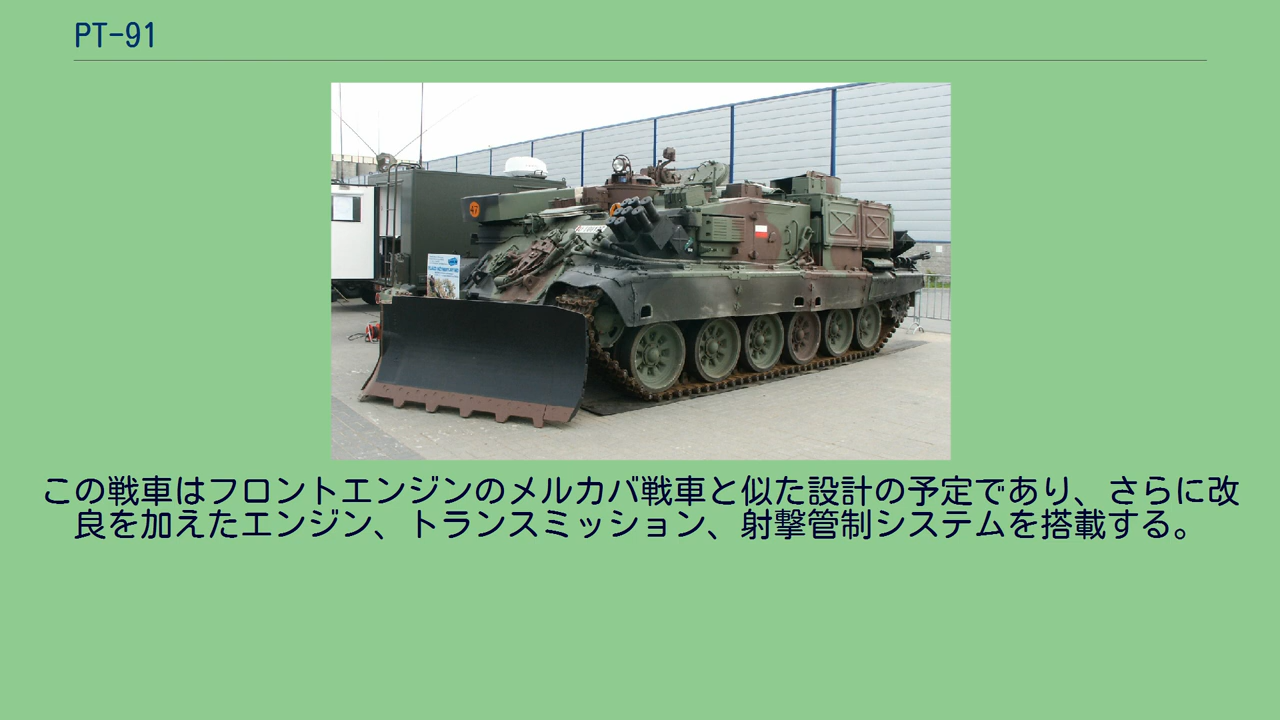 PT-91
47
この戦車はフロントエンジンのメルカバ戦車と似た設計の予定であり、さらに改
良を加えたエンジン、トランスミッション、射撃管制システムを搭載する。